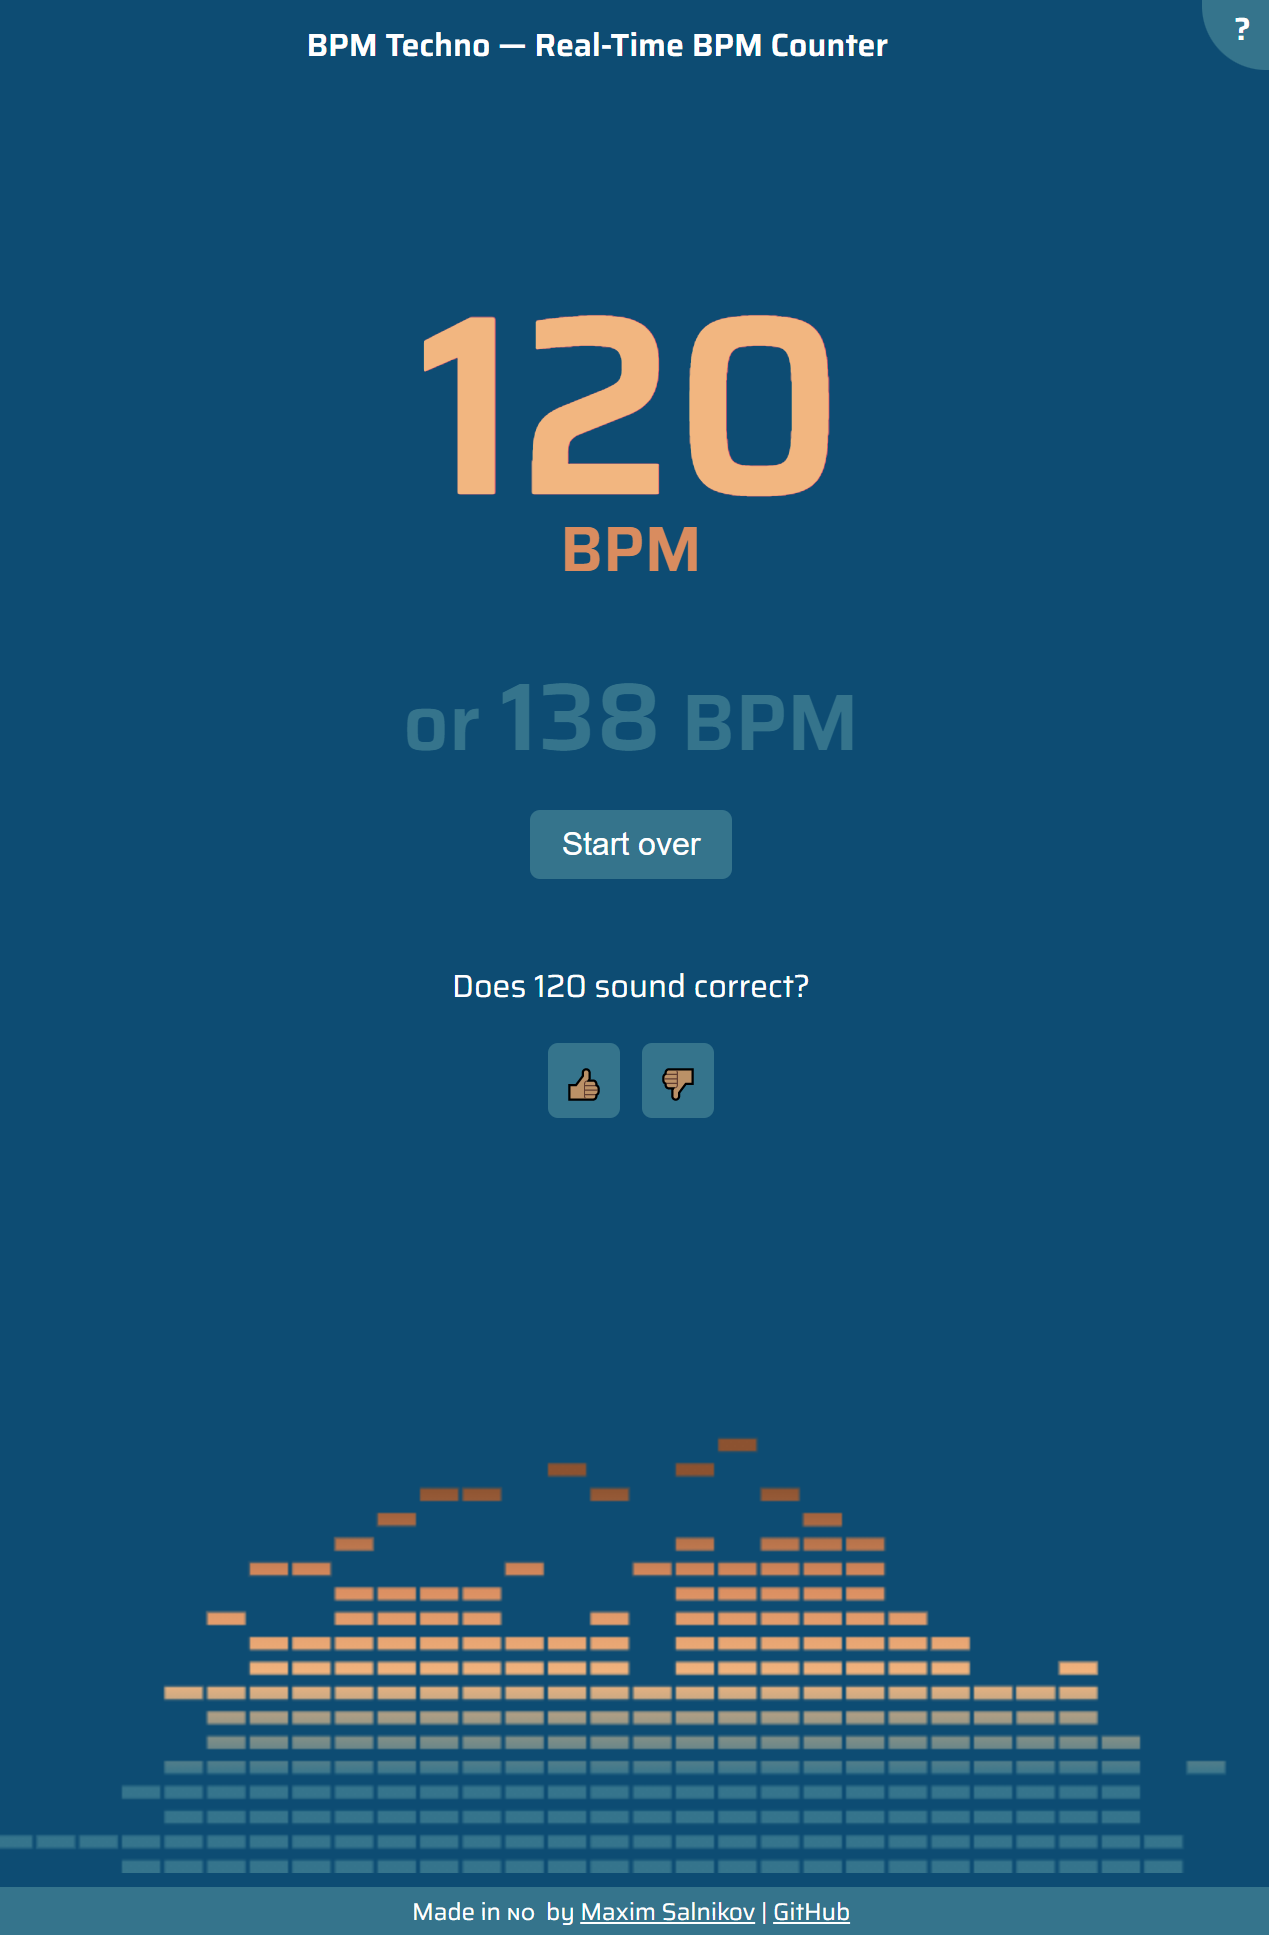 BPM Techno — Real-Time BPM Counter
?
120
BPM
or 138 BPM
Start over
Does 120 sound correct?
Made in NO by Maxim Salnikov | GitHub